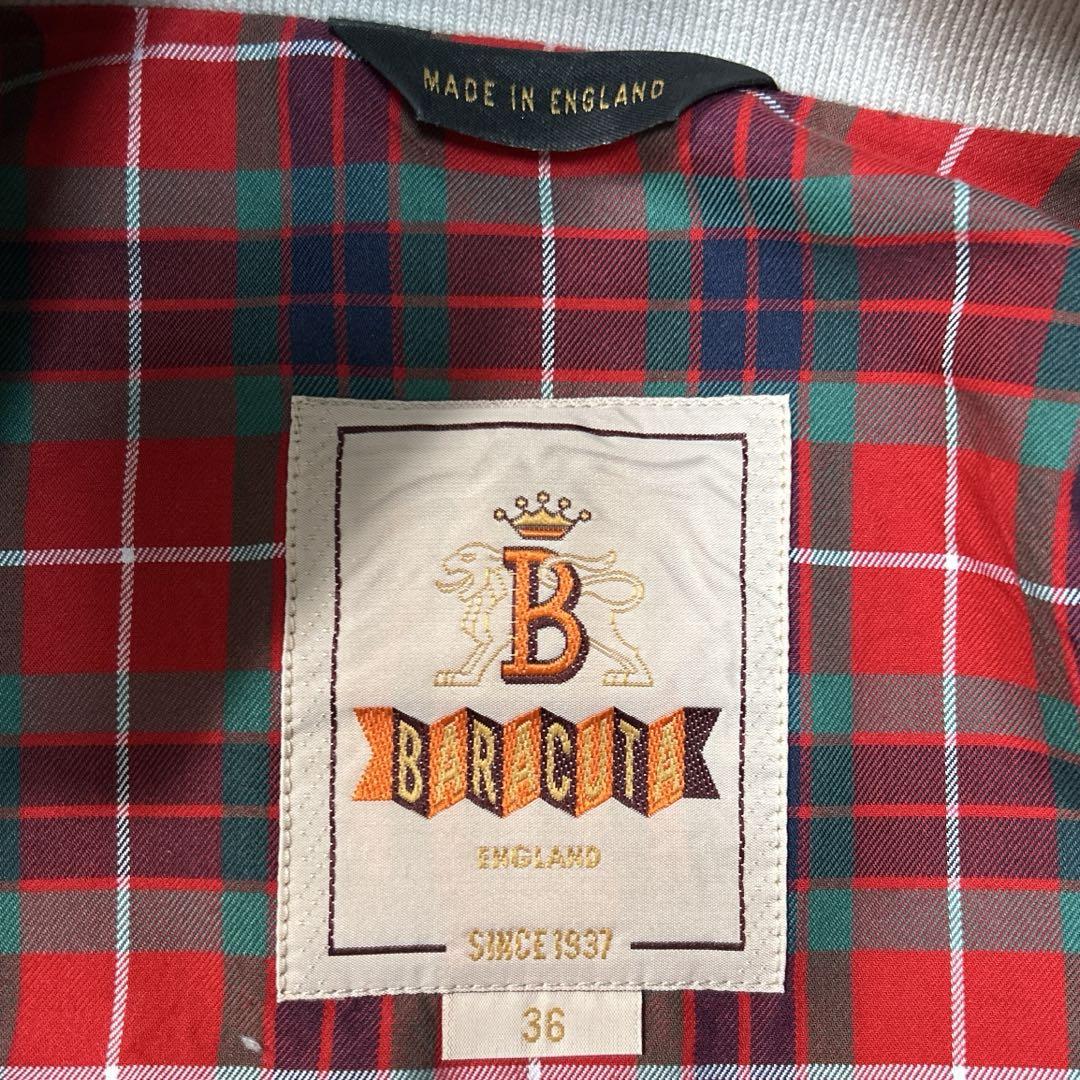 MADE IN ENGLAND
B
BARACUTA
ENGLAND
SINCE 1937
36